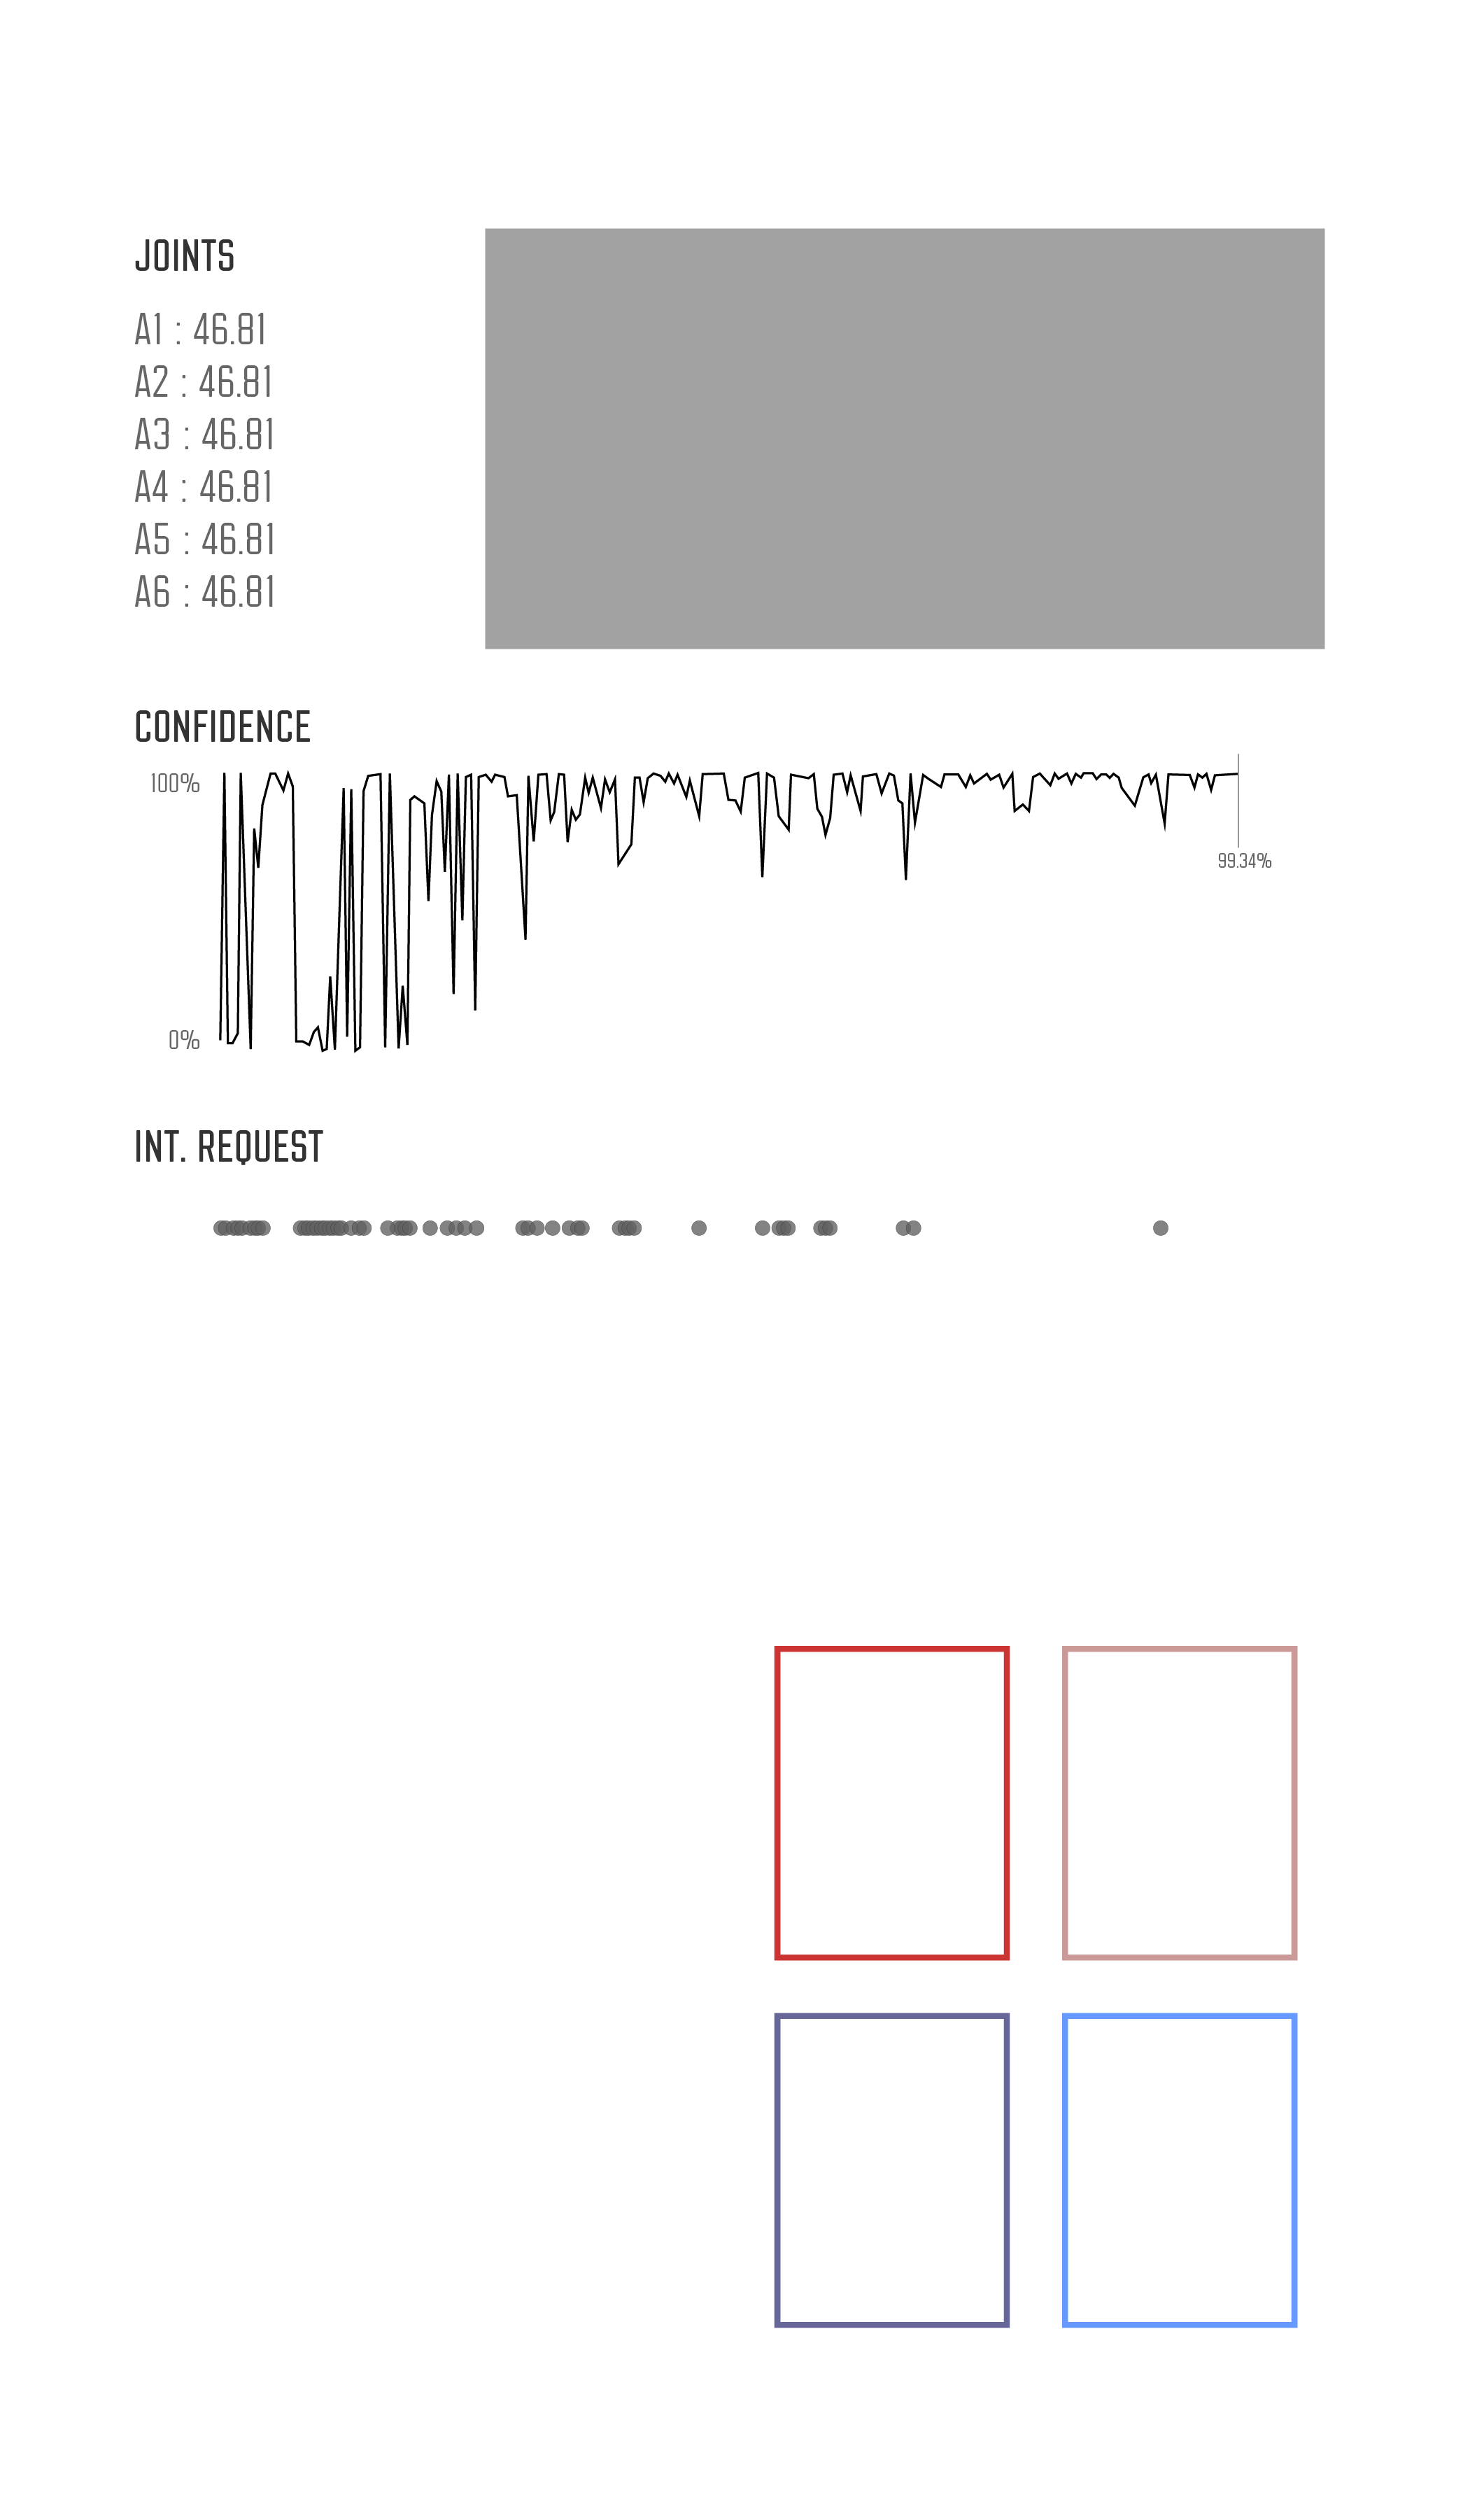 JOINTS
A1 : 46.81
A2 : 46.81
A3 : 46.81
A4 : 46.81
A5 : 46.81
A6 : 46.81
CONFIDENCE
100%
99.34%
0%
INT. REQUEST